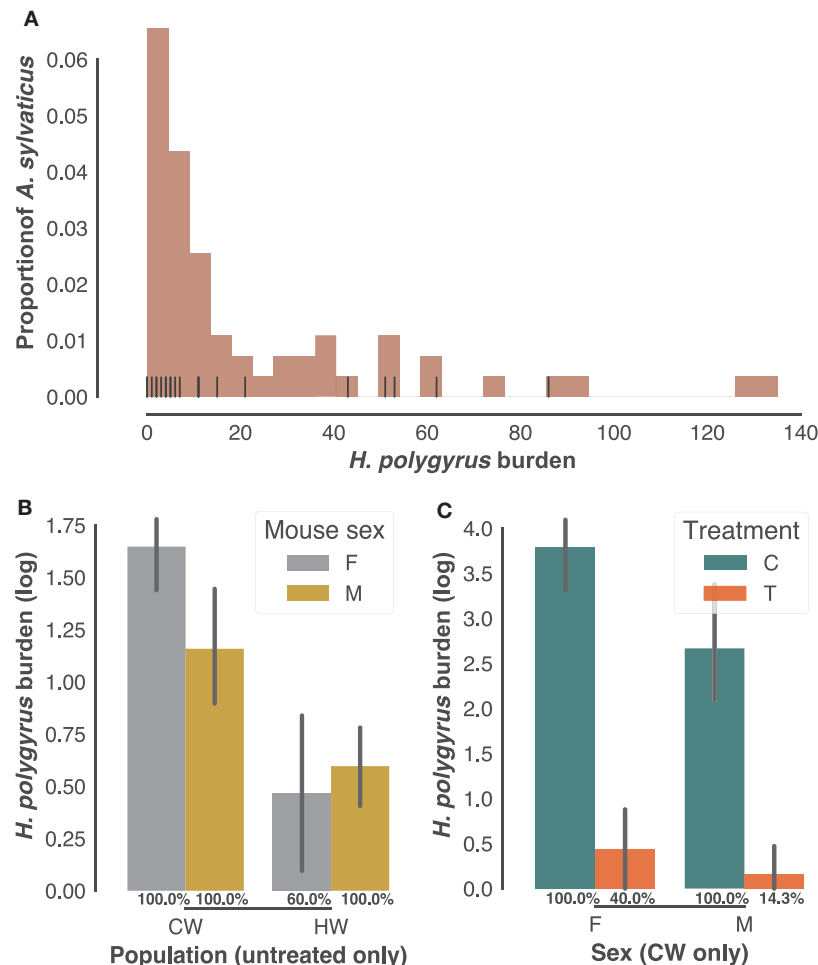 A
Proportionof A. sylvaticus
0.06
0.05
0.04
0.03
0.02
0.01
0.00
0 20 40 60 80 100 120 140
H. polygyrus burden
B
H. polygyrus burden (log)
1.75
1.50
1.25
1.00
0.75
0.50
0.25
0.00
Mouse sex
F
M
100.0% 100.0% 60.0% 100.0%
CW HW
Population (untreated only)
C
H. polygyrus burden (log)
4.0
3.5
3.0
2.5
2.0
1.5
1.0
0.5
0.0
Treatment
C
T
100.0% 40.0% 100.0% 14.3%
F M
Sex (CW only)